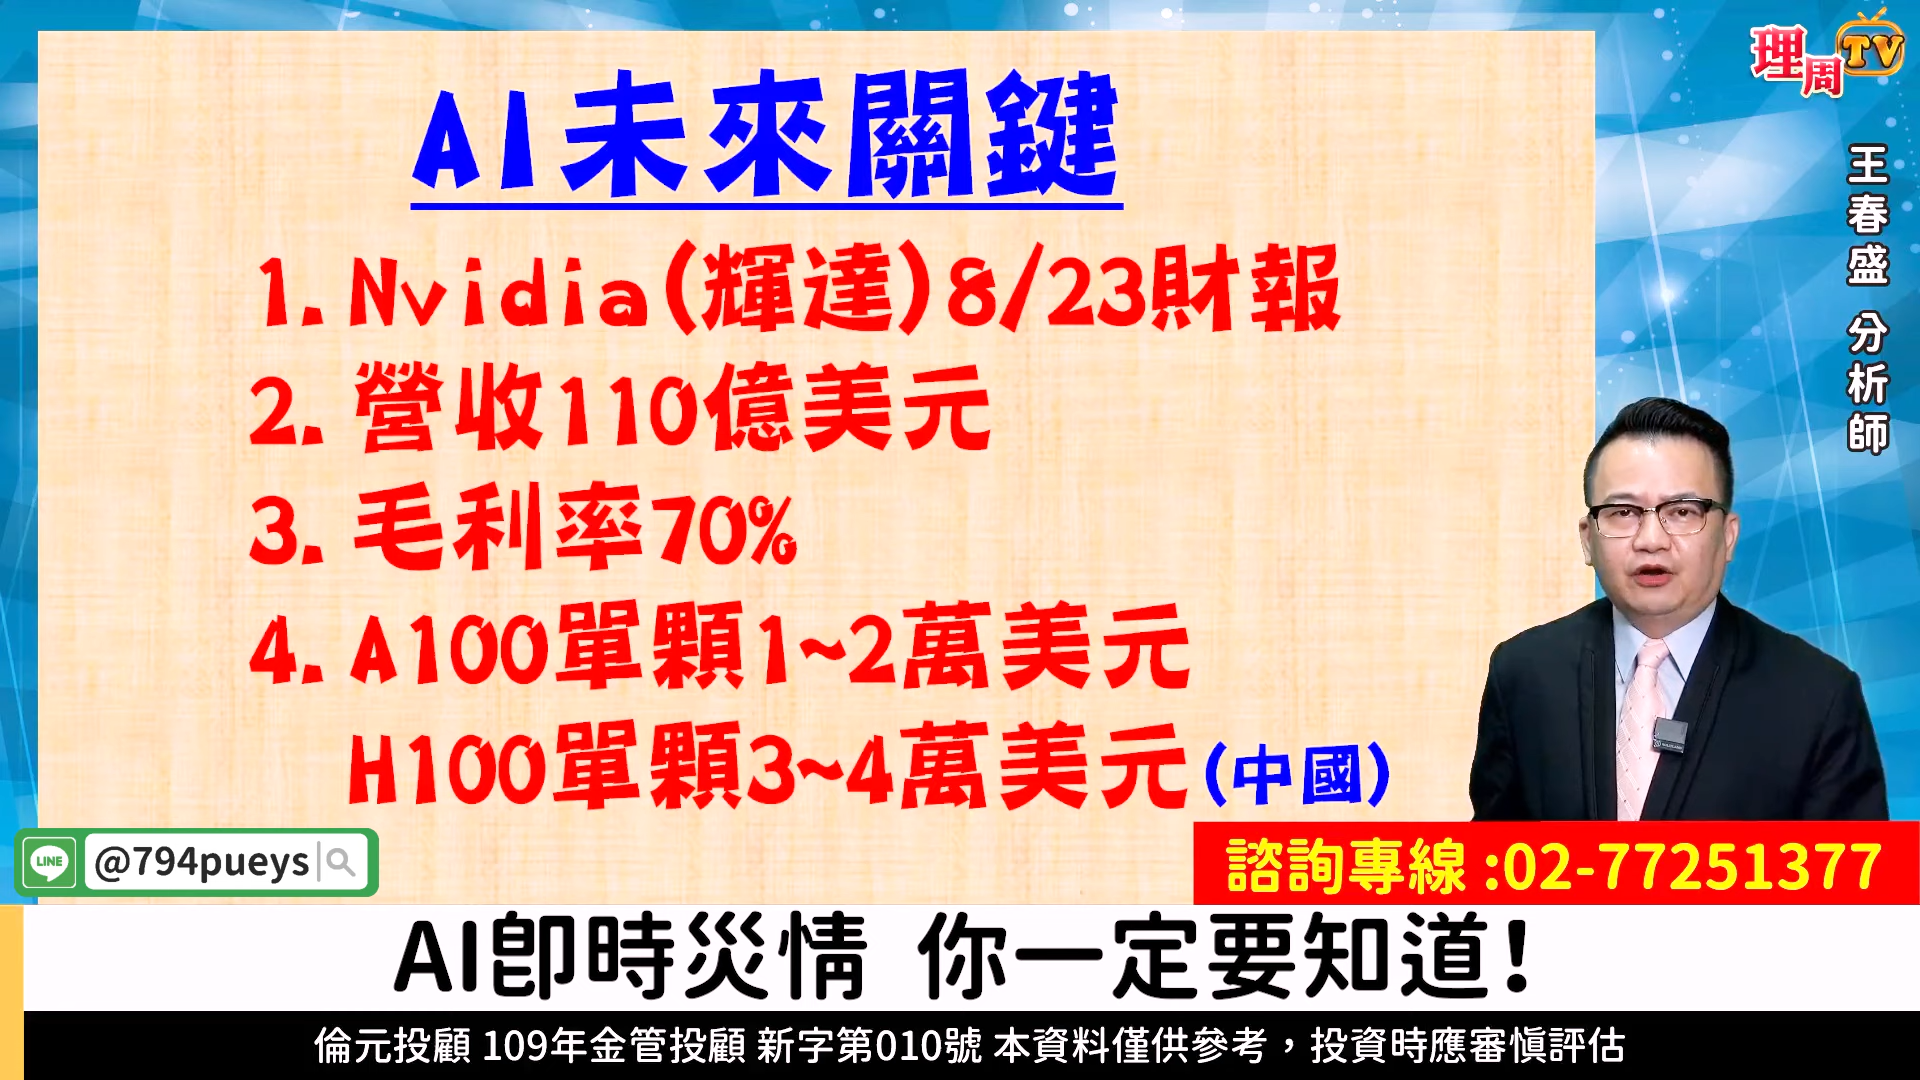 理周TV
王春盛 分析師
AI未來關鍵
1. Nvidia(輝達)8/23財報
2. 營收110億美元
3. 毛利率70%
4. A100單顆1~2萬美元
H100單顆3~4萬美元(中國)
LINE @794pueys
諮詢專線:02-77251377
AI即時災情 你一定要知道!
倫元投顧 109年金管投顧 新字第010號 本資料僅供參考，投資時應審慎評估